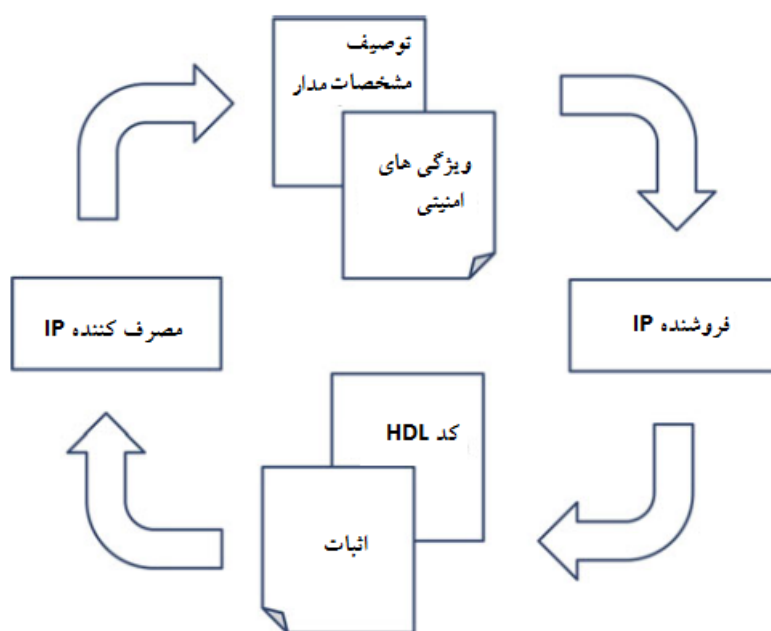 توصیف
مشخصات مدار
ویژگی های
امنیتی
فروشنده IP
مصرف کننده IP
کد HDL
اثبات